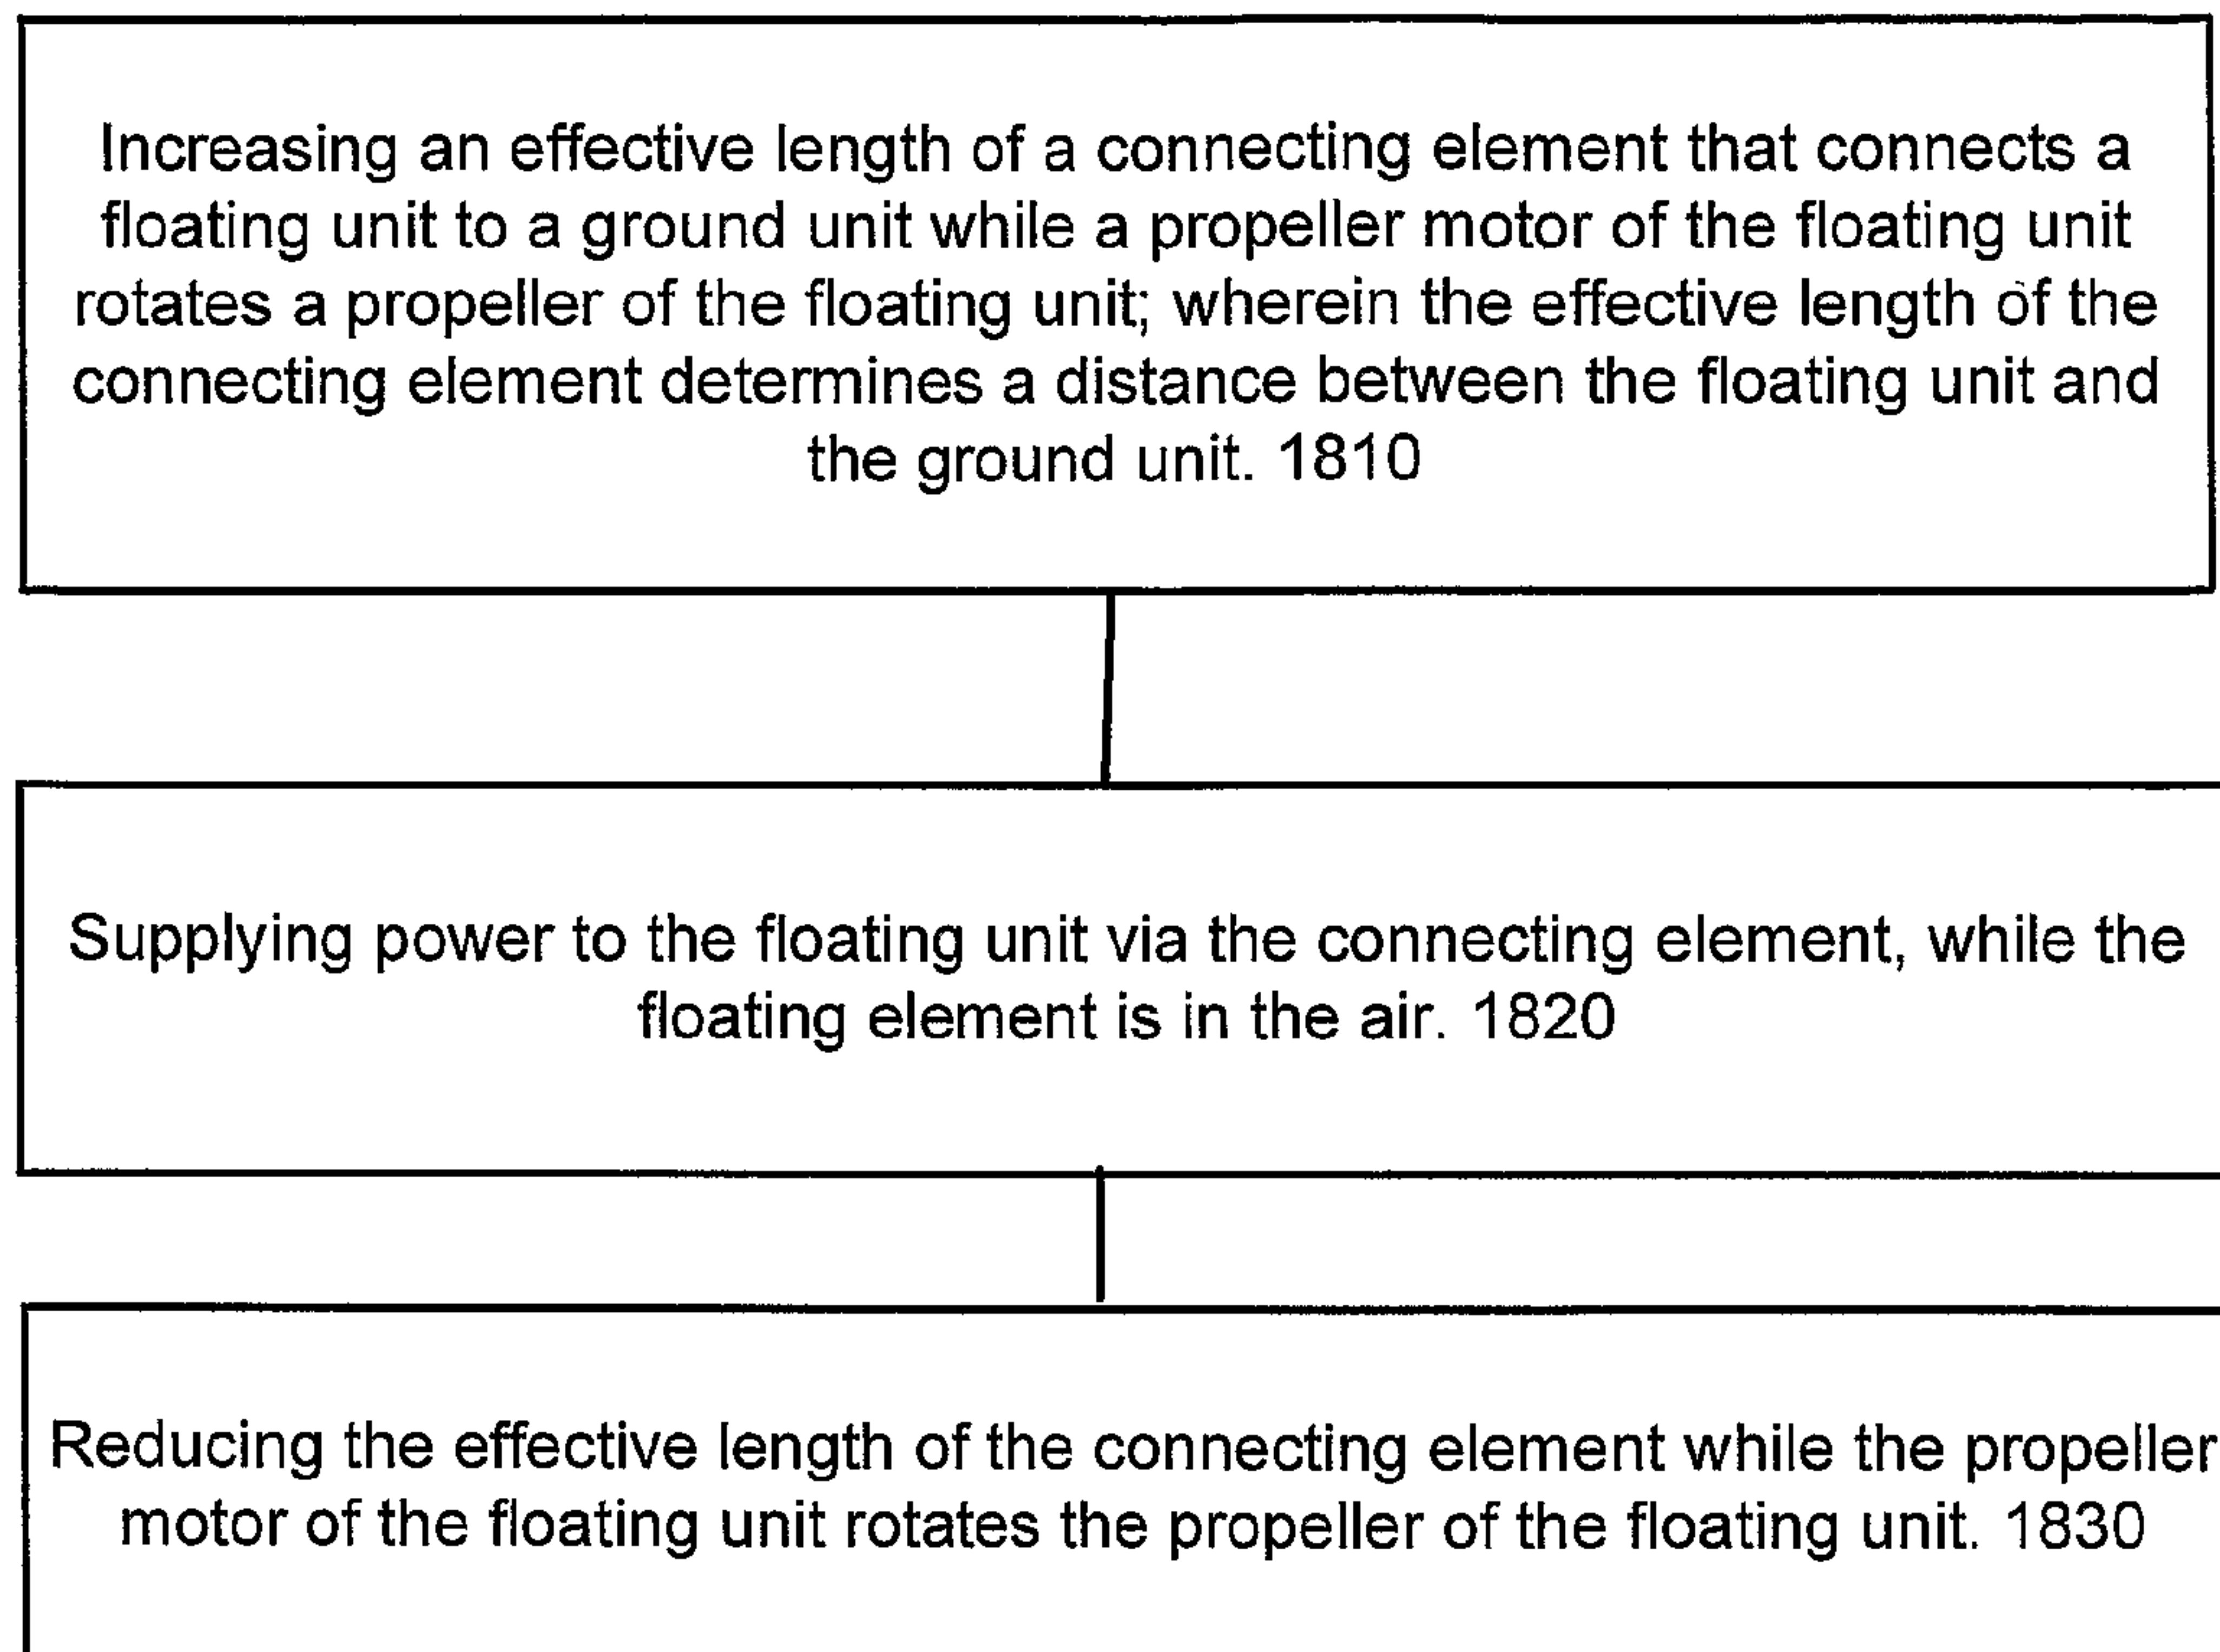 Increasing an effective length of a connecting element that connects a
floating unit to a ground unit while a propeller motor of the floating unit
rotates a propeller of the floating unit; wherein the effective length of the
connecting element determines a distance between the floating unit and
the ground unit. 1810
Supplying power to the floating unit via the connecting element, while the
floating element is in the air. 1820
Reducing the effective length of the connecting element while the propeller
motor of the floating unit rotates the propeller of the floating unit. 1830